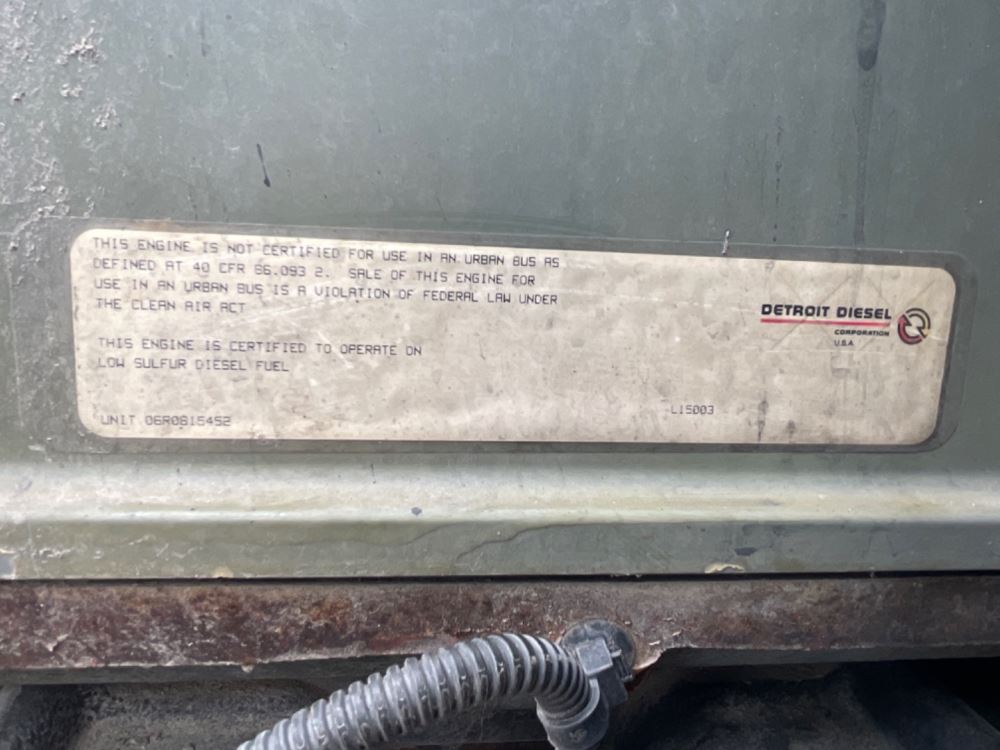 THIS ENGINE IS NOT CERTIFIED FOR USE IN AN URBAN BUS AS
DEFINED AT 40 CFR 86.093 2. SALE OF THIS ENGINE FOR
USE IN AN URBAN BUS IS A VIOLATION OF FEDERAL LAW UNDER
THE CLEAN AIR ACT
THIS ENGINE IS CERTIFIED TO OPERATE ON
LOW SULFUR DIESEL FUEL
UNIT 06R0615452
L15003
DETROIT DIESEL
CORPORATION
U.S.A